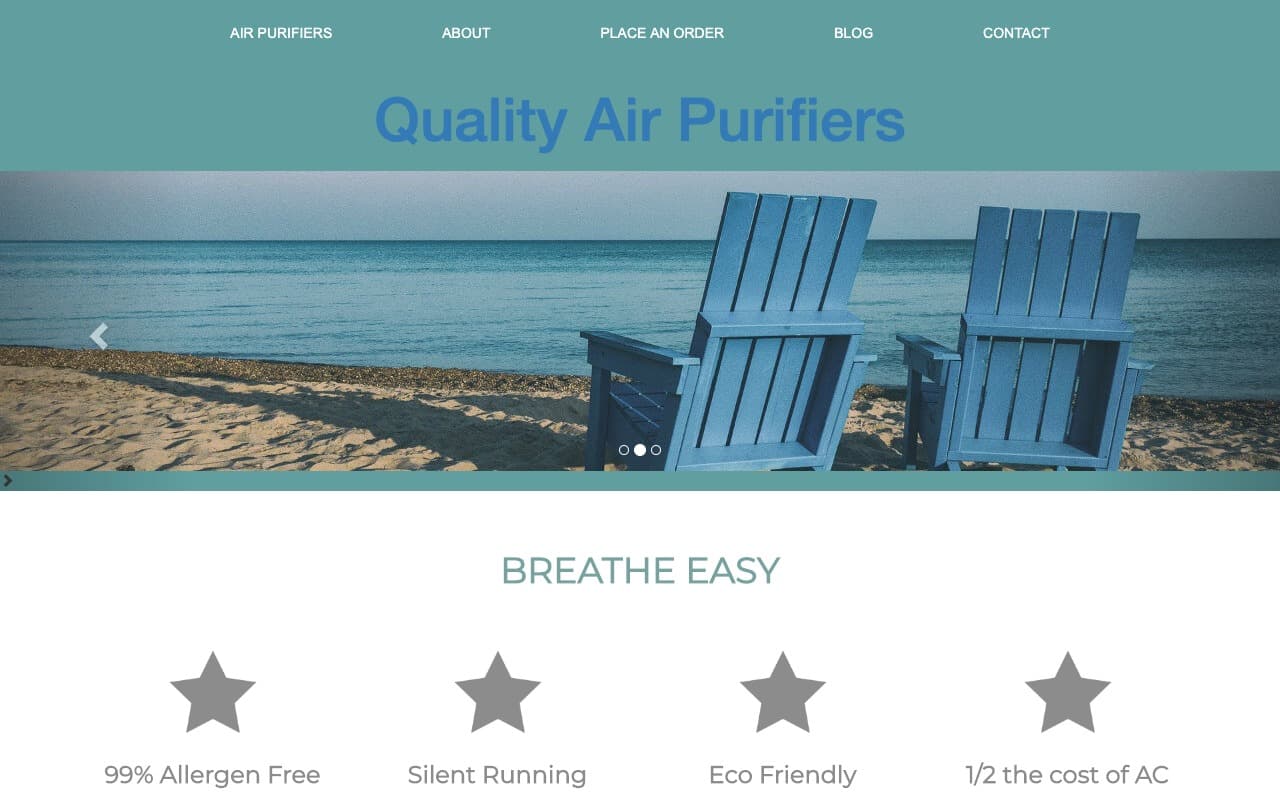 AIR PURIFIERS
ABOUT
PLACE AN ORDER
BLOG
CONTACT
Quality Air Purifiers
BREATHE EASY
99% Allergen Free
Silent Running
Eco Friendly
1/2 the cost of AC